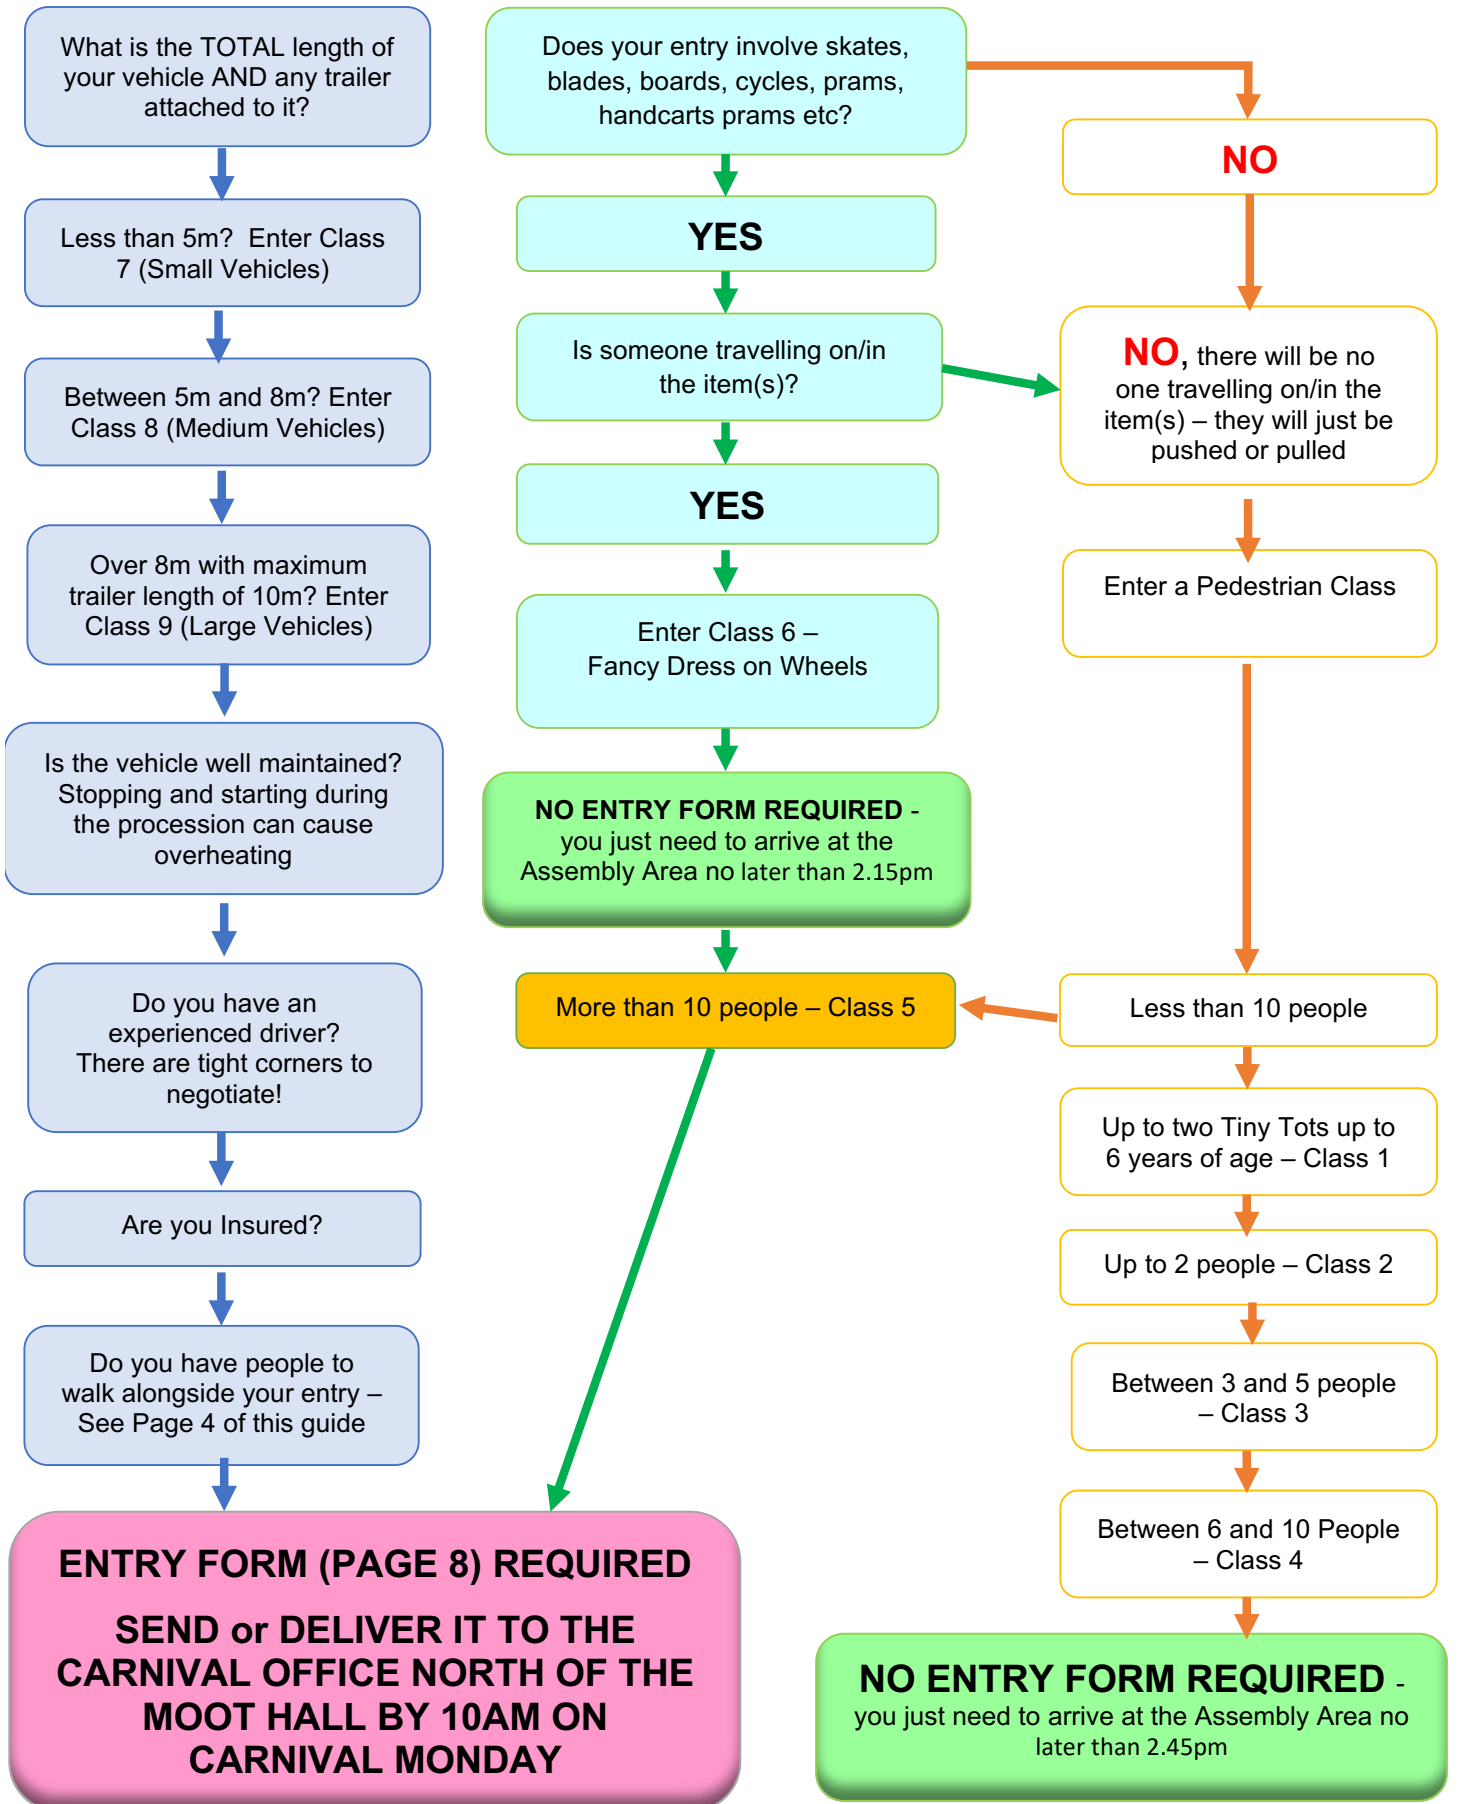 What is the TOTAL length of
your vehicle AND any trailer
attached to it?
Less than 5m?  Enter Class
7 (Small Vehicles)
Between 5m and 8m? Enter
Class 8 (Medium Vehicles)
Over 8m with maximum
trailer length of 10m? Enter
Class 9 (Large Vehicles)
Is the vehicle well maintained?
Stopping and starting during
the procession can cause
overheating
Do you have an
experienced driver?
There are tight corners to
negotiate!
Are you Insured?
Do you have people to
walk alongside your entry –
See Page 4 of this guide
ENTRY FORM (PAGE 8) REQUIRED
SEND or DELIVER IT TO THE
CARNIVAL OFFICE NORTH OF THE
MOOT HALL BY 10AM ON
CARNIVAL MONDAY
Does your entry involve skates,
blades, boards, cycles, prams,
handcarts prams etc?
YES
Is someone travelling on/in
the item(s)?
YES
Enter Class 6 –
Fancy Dress on Wheels
NO ENTRY FORM REQUIRED -
you just need to arrive at the
Assembly Area no later than 2.15pm
More than 10 people – Class 5
NO
NO, there will be no
one travelling on/in the
item(s) – they will just be
pushed or pulled
Enter a Pedestrian Class
Less than 10 people
Up to two Tiny Tots up to
6 years of age – Class 1
Up to 2 people – Class 2
Between 3 and 5 people
– Class 3
Between 6 and 10 People
– Class 4
NO ENTRY FORM REQUIRED -
you just need to arrive at the Assembly Area no
later than 2.45pm